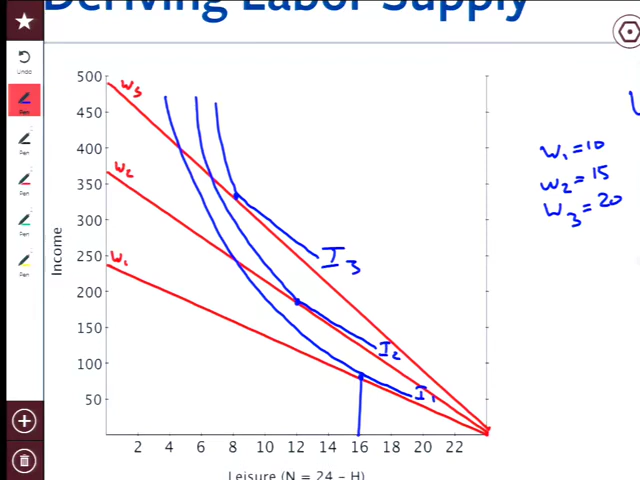 Deriving Labor Supply
Undo
Pen
Pen
Pen
Pen
Pen
500
450
400
350
300
250
200
150
100
50
Income
2 4 6 8 10 12 14 16 18 20 22
Leisure (N = 24 – H)
W3
W2
W1
I3
I2
I1
W1 = 10
W2 = 15
W3 = 20